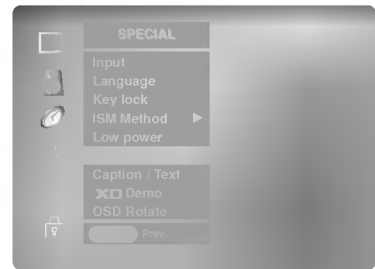 SPECIAL
Input
Language
Key lock
ISM Method ▶
Low power
Caption / Text
XD Demo
OSD Rotate
Prev.